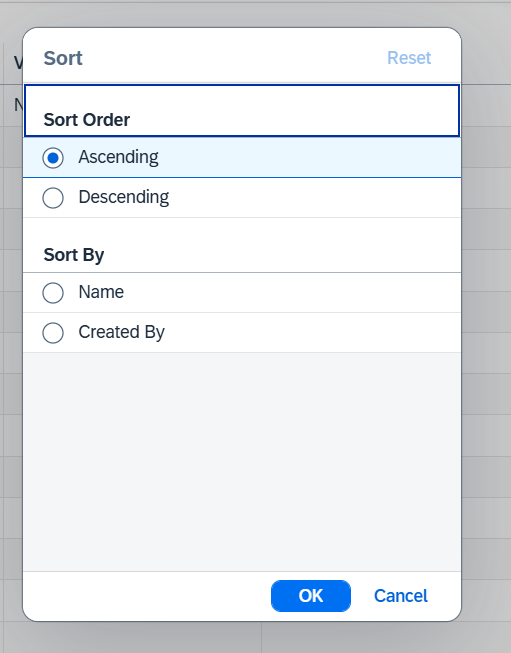 Sort
Reset
Sort Order
Ascending
Descending
Sort By
Name
Created By
OK
Cancel